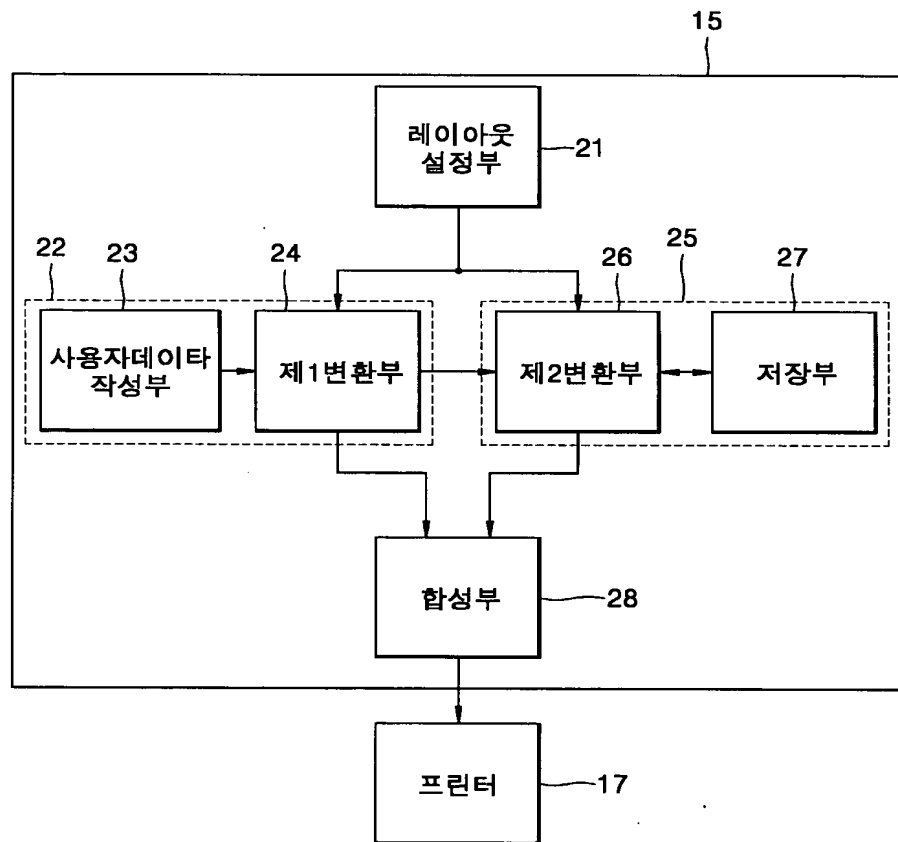 15
레이아웃
설정부
21
22
23
24
26
25
27
사용자데이타
작성부
제1변환부
제2변환부
저장부
합성부
28
프린터
17